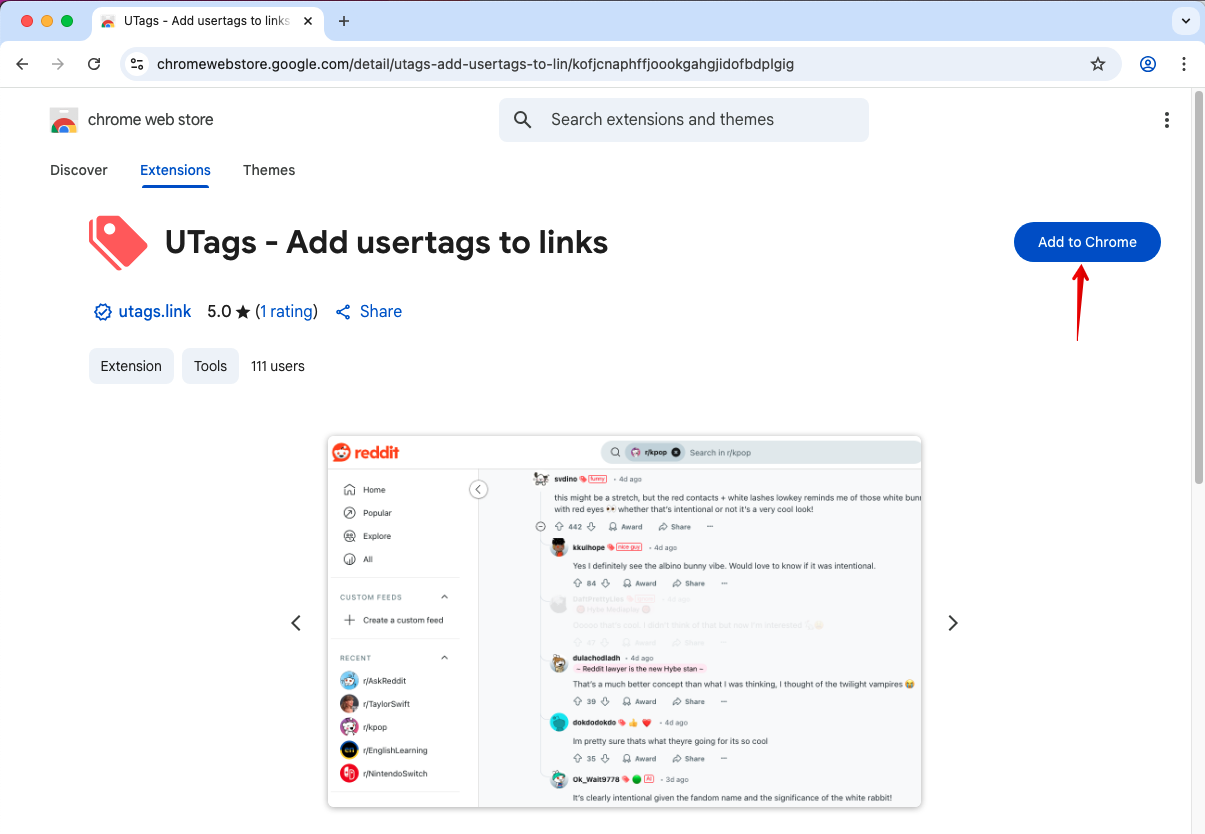 UTags - Add usertags to links
chromewebstore.google.com/detail/utags-add-usertags-to-lin/kofjcnaphffjoookgahgjidofbdplgig
chrome web store
Search extensions and themes
Discover Extensions Themes
UTags - Add usertags to links
Add to Chrome
utags.link 5.0 ★ (1 rating) Share
Extension Tools 111 users
reddit
r/kpop Search in r/kpop
Home
Popular
Explore
All
CUSTOM FEEDS
Create a custom feed
RECENT
r/AskReddit
r/TaylorSwift
r/kpop
r/EnglishLearning
r/NintendoSwitch
svdino funny • 4d ago
this might be a stretch, but the red contacts + white lashes lowkey reminds me of those white bunn
with red eyes 👀 whether that's intentional or not it's a very cool look!
442 Award Share
kkulhope nice guy • 4d ago
Yes I definitely see the albino bunny vibe. Would love to know if it was intentional.
84 Award Share
Award Share
dulachodladh • 4d ago
~ Reddit lawyer is the new Hybe stan ~
That's a much better concept than what I was thinking, I thought of the twilight vampires 😂
39 Award Share
dokdodokdo 👍 ❤️ • 4d ago
Im pretty sure thats what theyre going for its so cool
35 Award Share
Ok_Wait9778 AI • 3d ago
It's clearly intentional given the fandom name and the significance of the white rabbit!